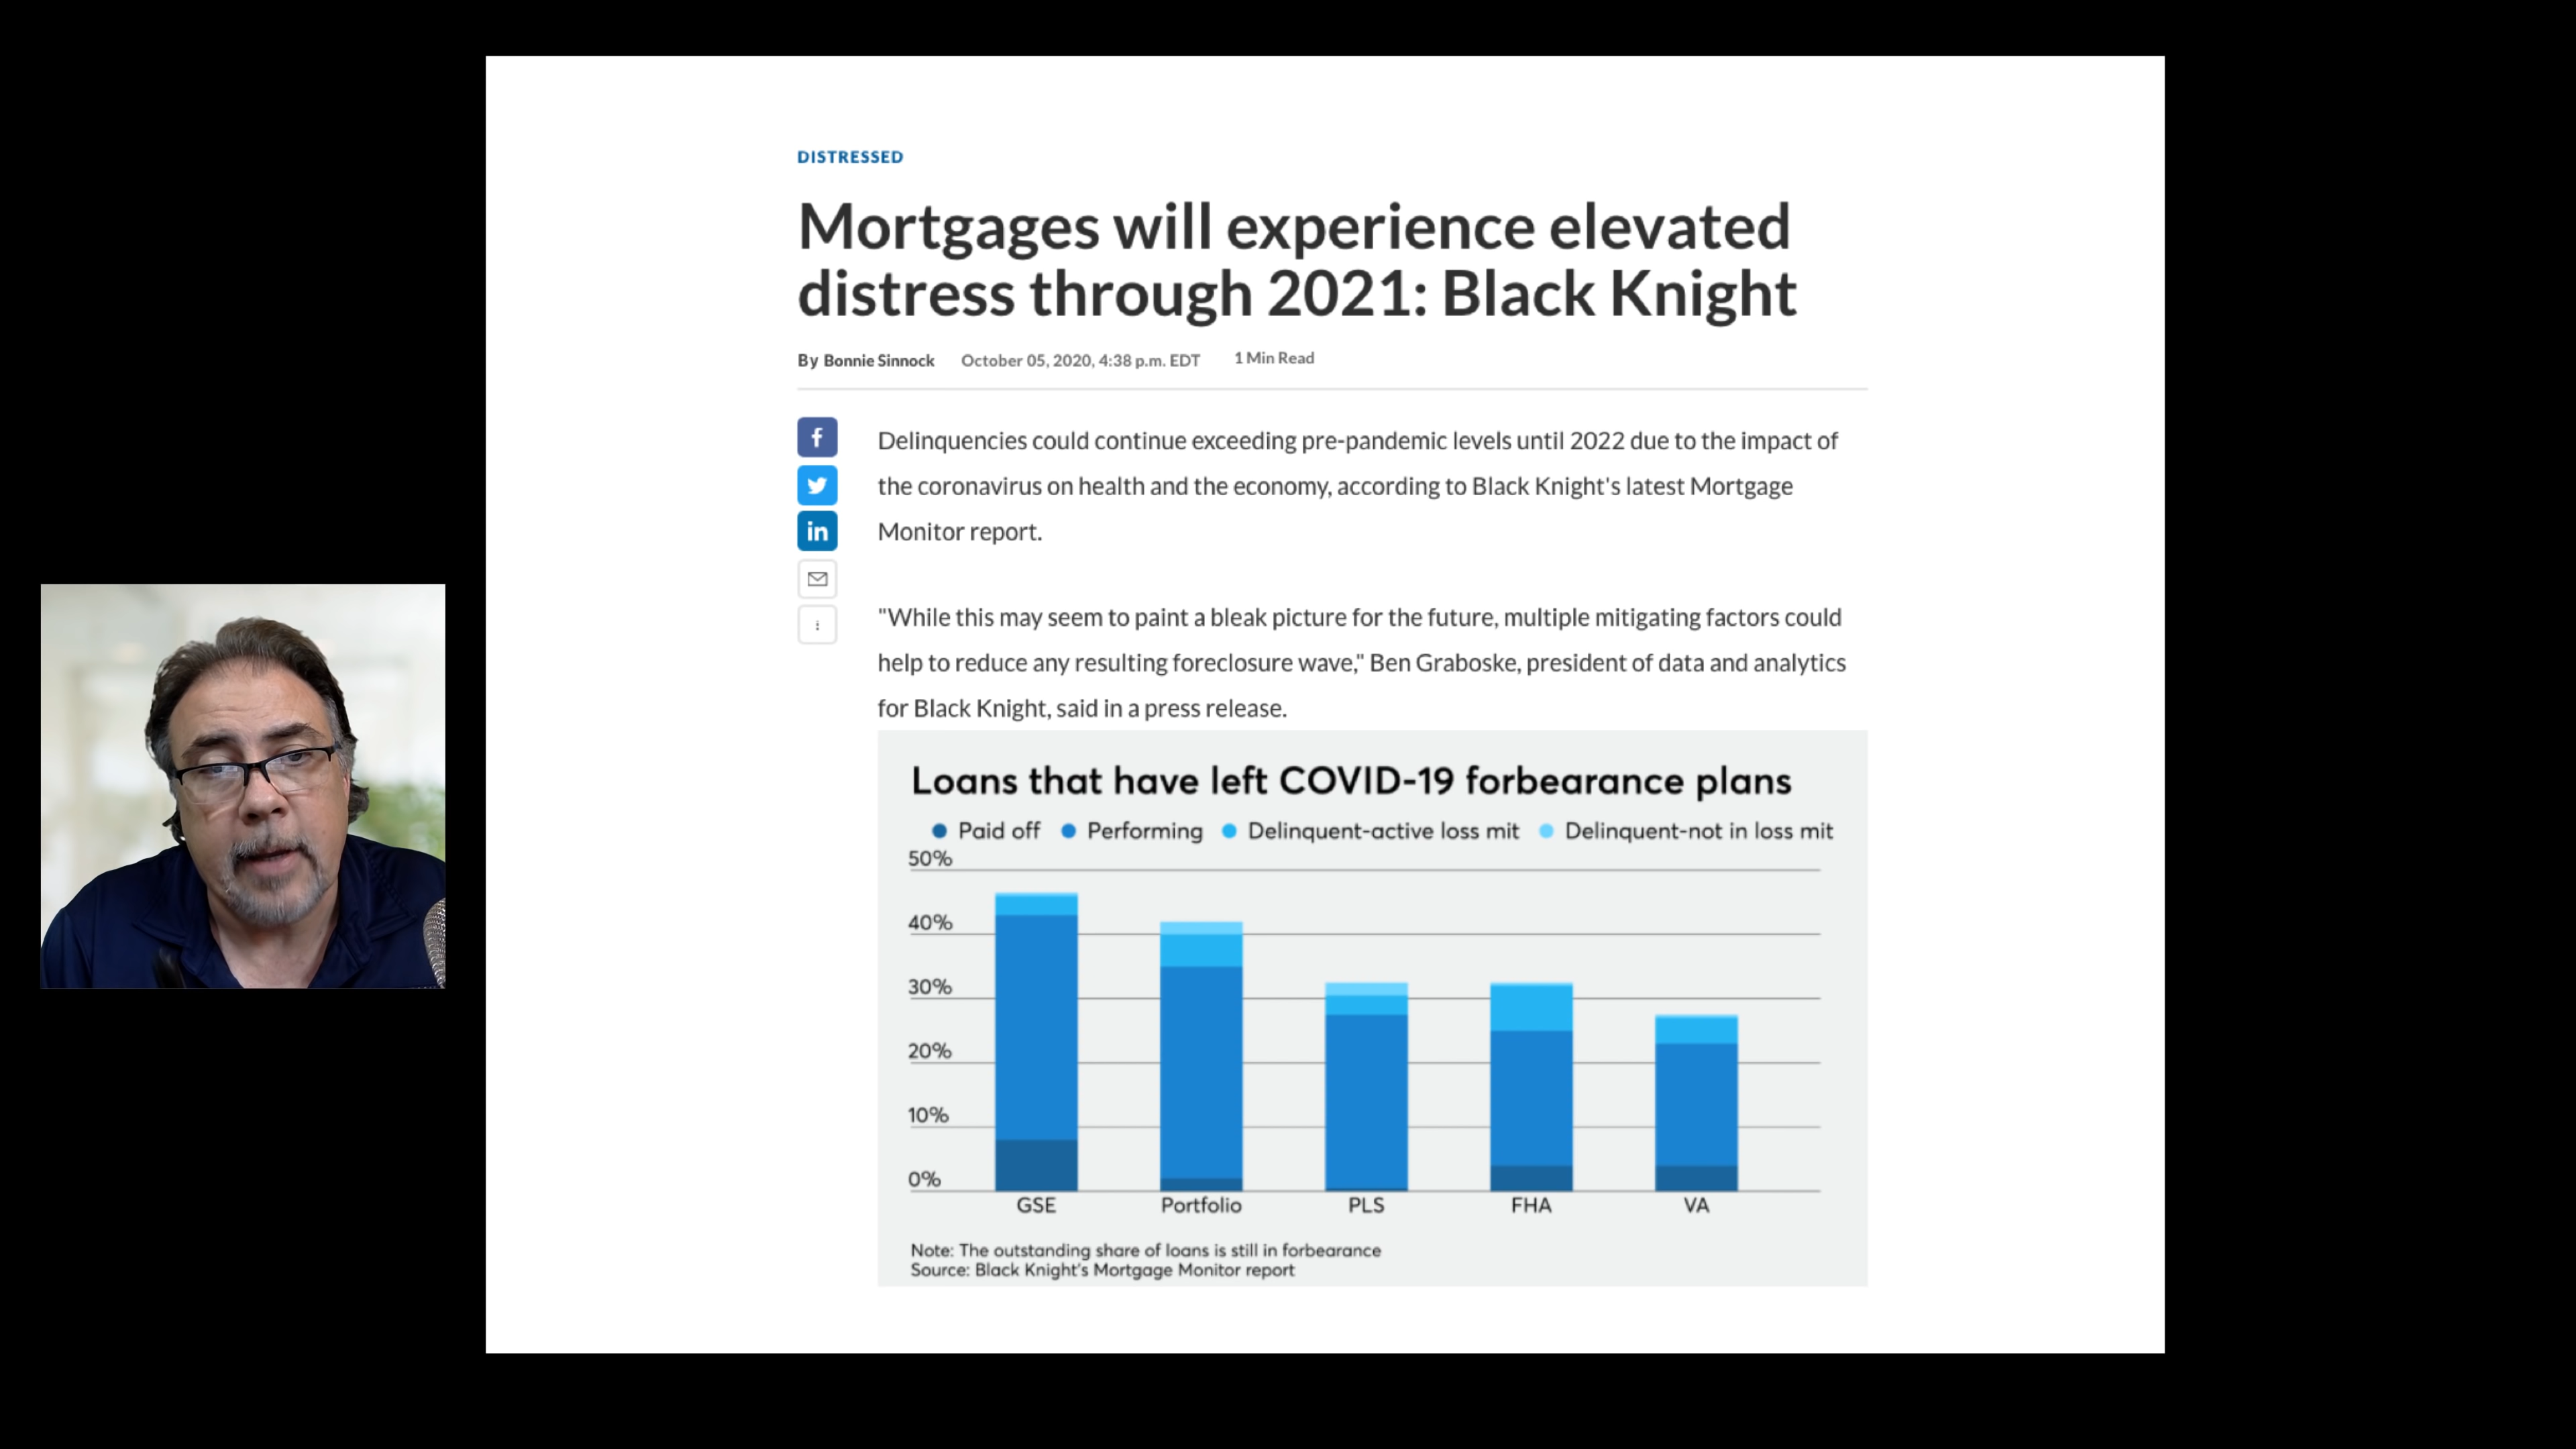 DISTRESSED
Mortgages will experience elevated
distress through 2021: Black Knight
By Bonnie Sinnock October 05, 2020, 4:38 p.m. EDT 1 Min Read
f
in
Delinquencies could continue exceeding pre-pandemic levels until 2022 due to the impact of
the coronavirus on health and the economy, according to Black Knight's latest Mortgage
Monitor report.
"While this may seem to paint a bleak picture for the future, multiple mitigating factors could
help to reduce any resulting foreclosure wave," Ben Graboske, president of data and analytics
for Black Knight, said in a press release.
Loans that have left COVID-19 forbearance plans
Paid off Performing Delinquent-active loss mit Delinquent-not in loss mit
50%
40%
30%
20%
10%
0%
GSE Portfolio PLS FHA VA
Note: The outstanding share of loans is still in forbearance
Source: Black Knight's Mortgage Monitor report